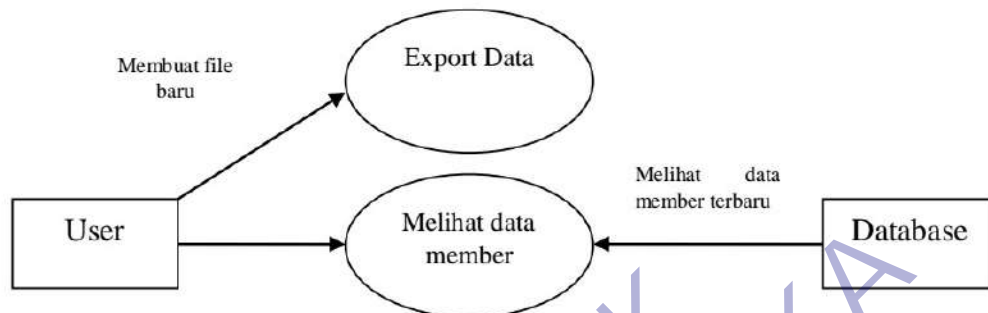 Export Data
Membuat file
baru
Melihat data
member terbaru
User
Melihat data
member
Database